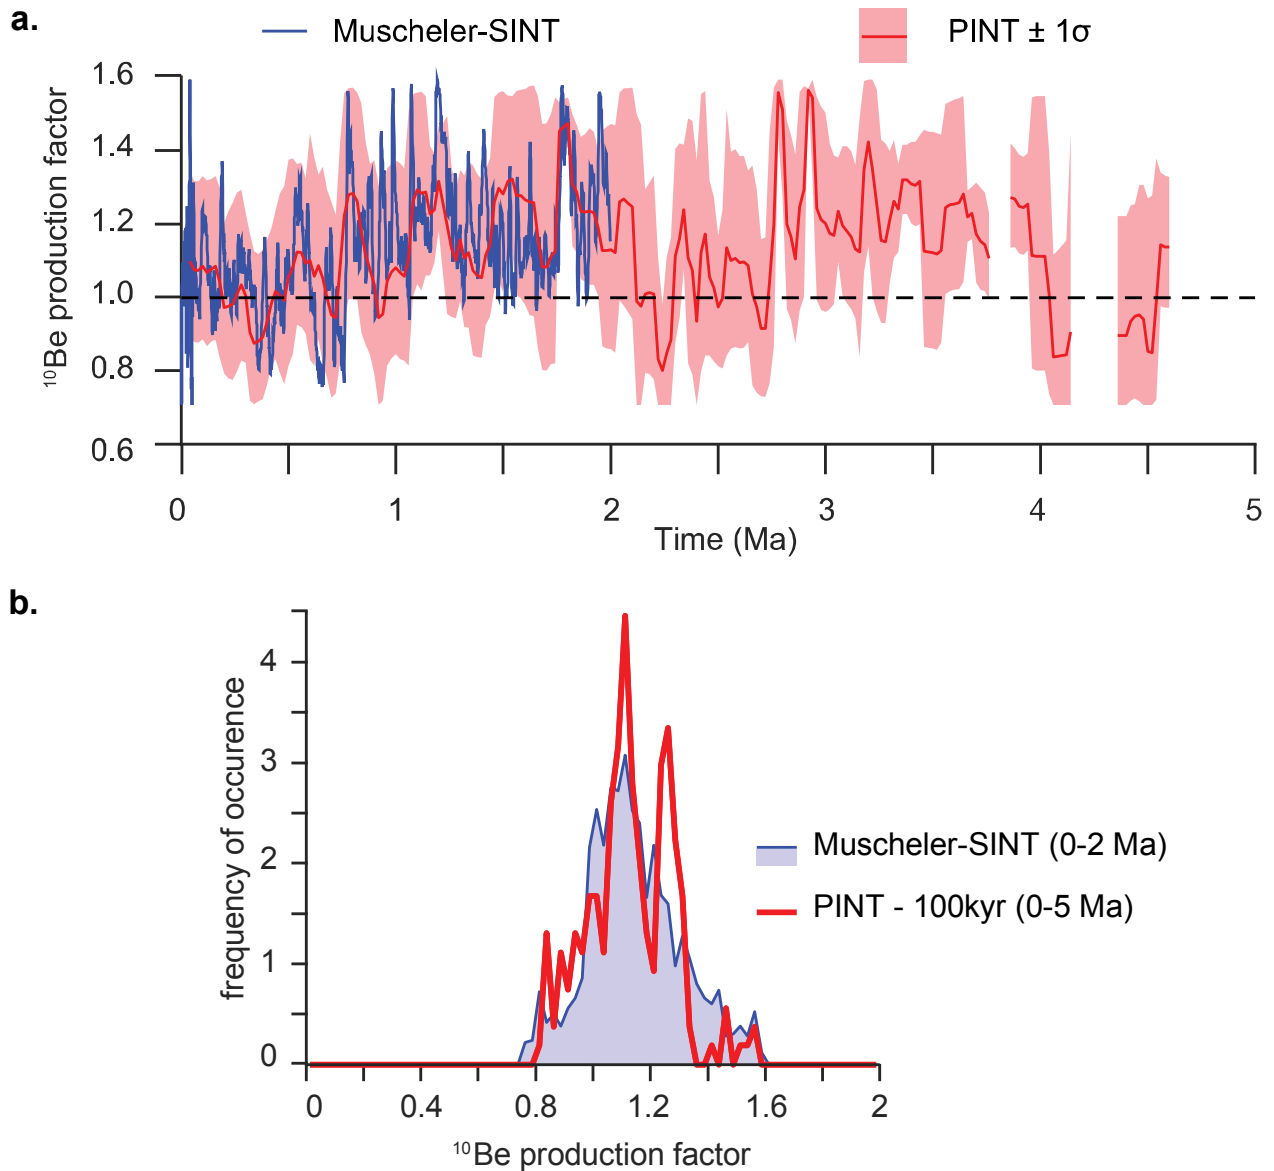 a.
Muscheler-SINT
PINT ± 1σ
1.6
1.4
1.2
1.0
0.8
0.6
¹⁰Be production factor
0 1 2 3 4 5
Time (Ma)
b.
4
3
2
1
0
frequency of occurence
Muscheler-SINT (0-2 Ma)
PINT - 100kyr (0-5 Ma)
0 0.4 0.8 1.2 1.6 2
¹⁰Be production factor